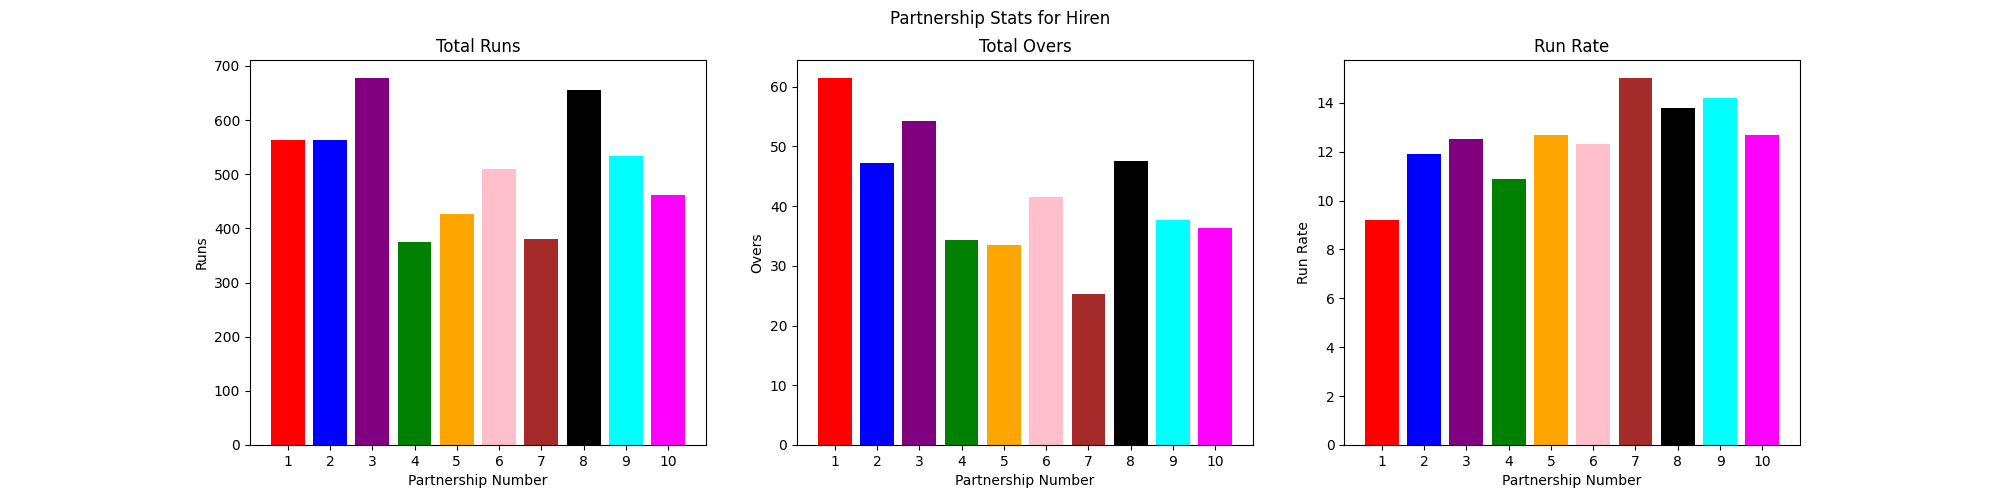 Partnership Stats for Hiren
Total Runs
700
600
500
400
300
200
100
0
Runs
1 2 3 4 5 6 7 8 9 10
Partnership Number
Total Overs
60
50
40
30
20
10
0
Overs
1 2 3 4 5 6 7 8 9 10
Partnership Number
Run Rate
14
12
10
8
6
4
2
0
Run Rate
1 2 3 4 5 6 7 8 9 10
Partnership Number